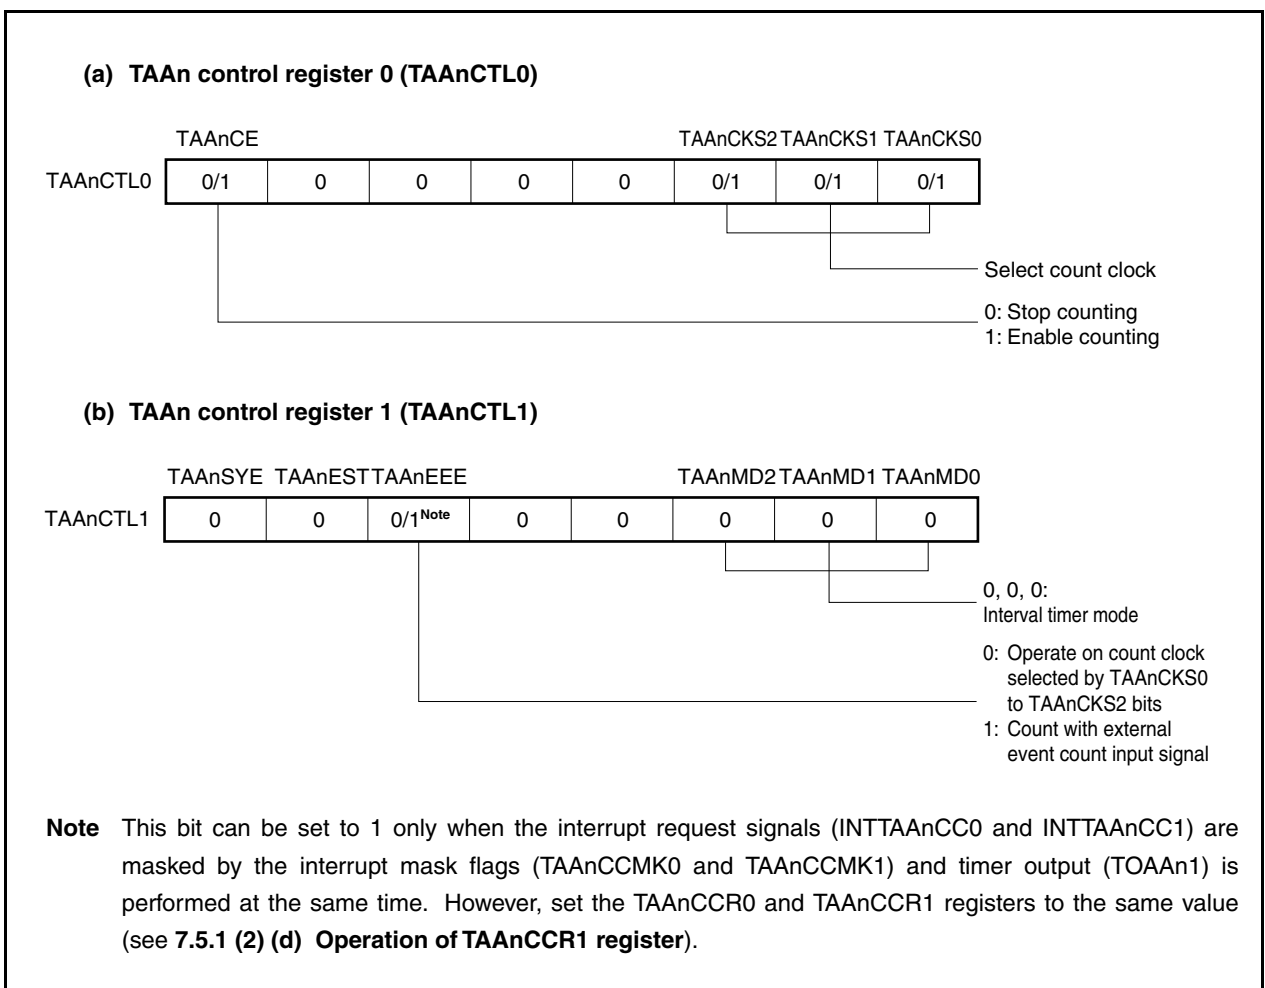 (a) TAAn control register 0 (TAAnCTL0)
TAAnCE TAAnCKS2 TAAnCKS1 TAAnCKS0
TAAnCTL0 0/1 0 0 0 0 0/1 0/1 0/1
Select count clock
0: Stop counting
1: Enable counting
(b) TAAn control register 1 (TAAnCTL1)
TAAnSYE TAAnEST TAAnEEE TAAnMD2 TAAnMD1 TAAnMD0
TAAnCTL1 0 0 0/1Note 0 0 0 0 0
0, 0, 0:
Interval timer mode
0: Operate on count clock
selected by TAAnCKS0
to TAAnCKS2 bits
1: Count with external
event count input signal
Note This bit can be set to 1 only when the interrupt request signals (INTTAAnCC0 and INTTAAnCC1) are
masked by the interrupt mask flags (TAAnCCMK0 and TAAnCCMK1) and timer output (TOAAn1) is
performed at the same time. However, set the TAAnCCR0 and TAAnCCR1 registers to the same value
(see 7.5.1 (2) (d) Operation of TAAnCCR1 register).